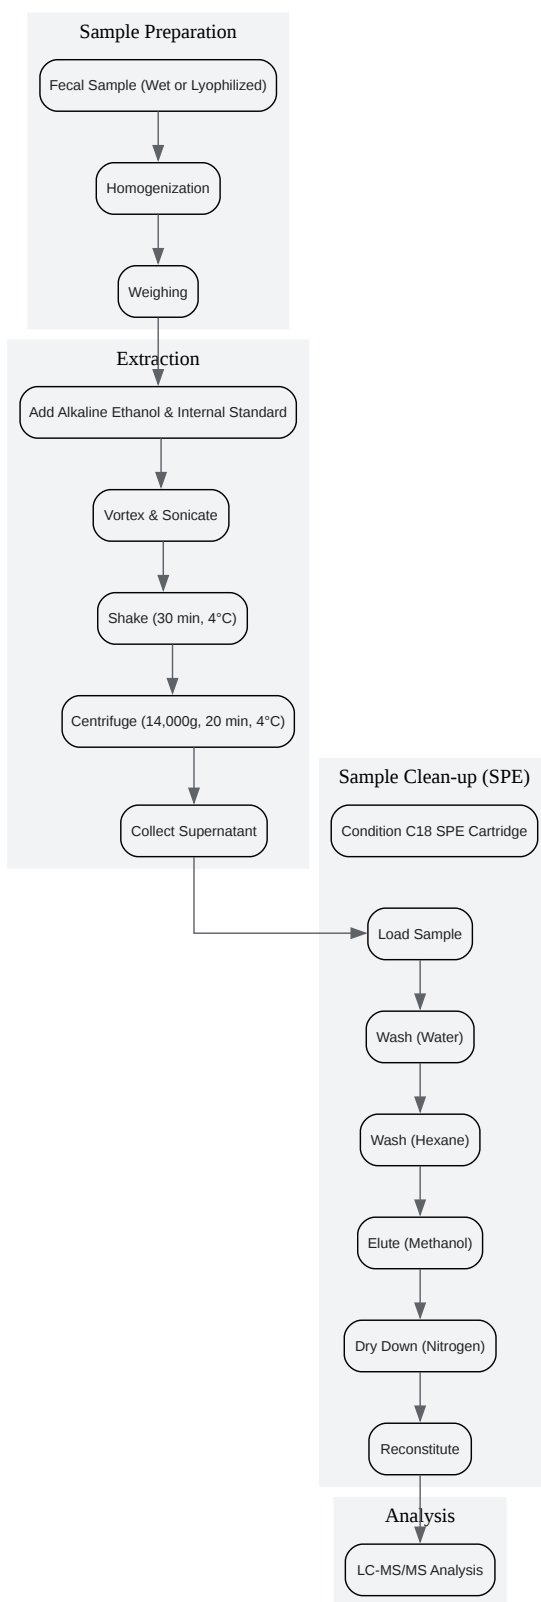 Sample Preparation
Fecal Sample (Wet or Lyophilized)
Homogenization
Weighing
Extraction
Add Alkaline Ethanol & Internal Standard
Vortex & Sonicate
Shake (30 min, 4°C)
Centrifuge (14,000g, 20 min, 4°C)
Collect Supernatant
Sample Clean-up (SPE)
Condition C18 SPE Cartridge
Load Sample
Wash (Water)
Wash (Hexane)
Elute (Methanol)
Dry Down (Nitrogen)
Reconstitute
Analysis
LC-MS/MS Analysis